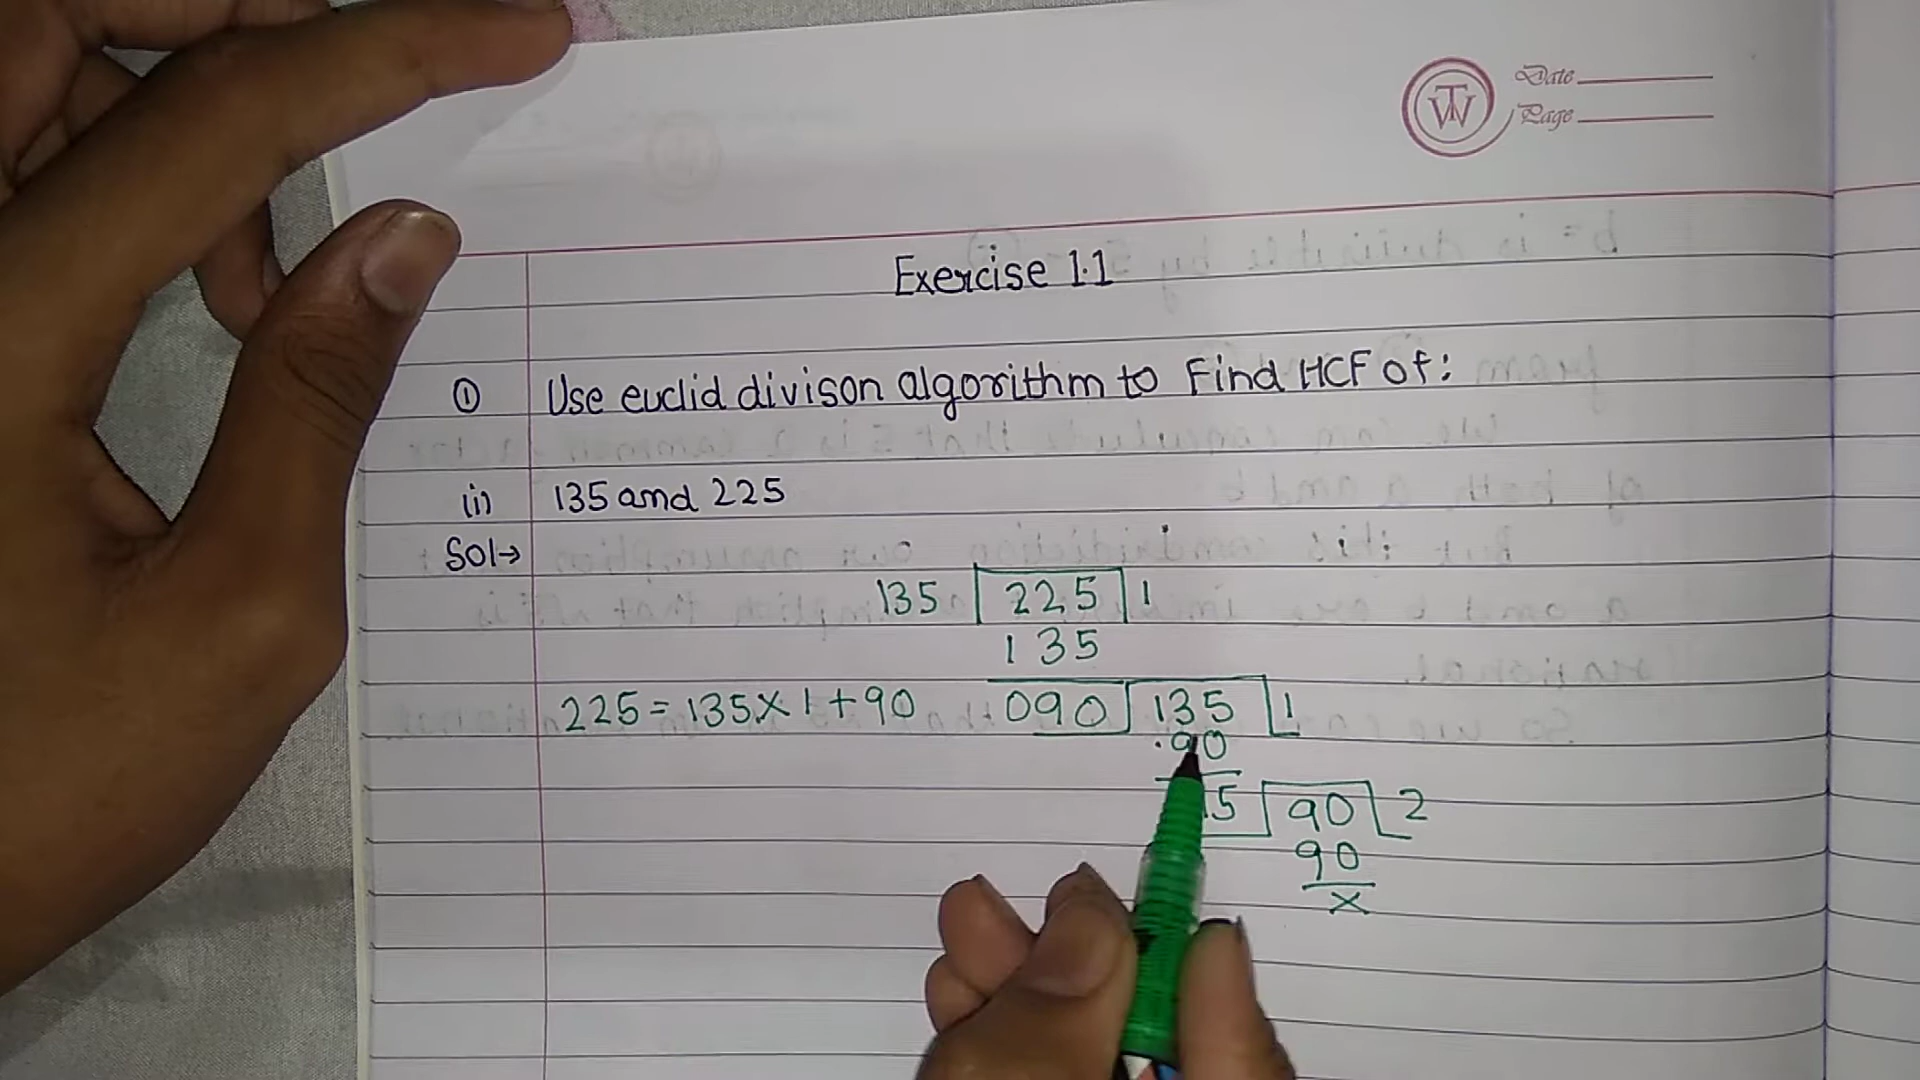 Date
Page
Exercise 1.1
① Use euclid divison algorithm to Find HCF of:
(i) 135 and 225
Sol→
135 225 1
135
225 = 135 × 1 + 90 090 135 1
90
5 90 2
90
×